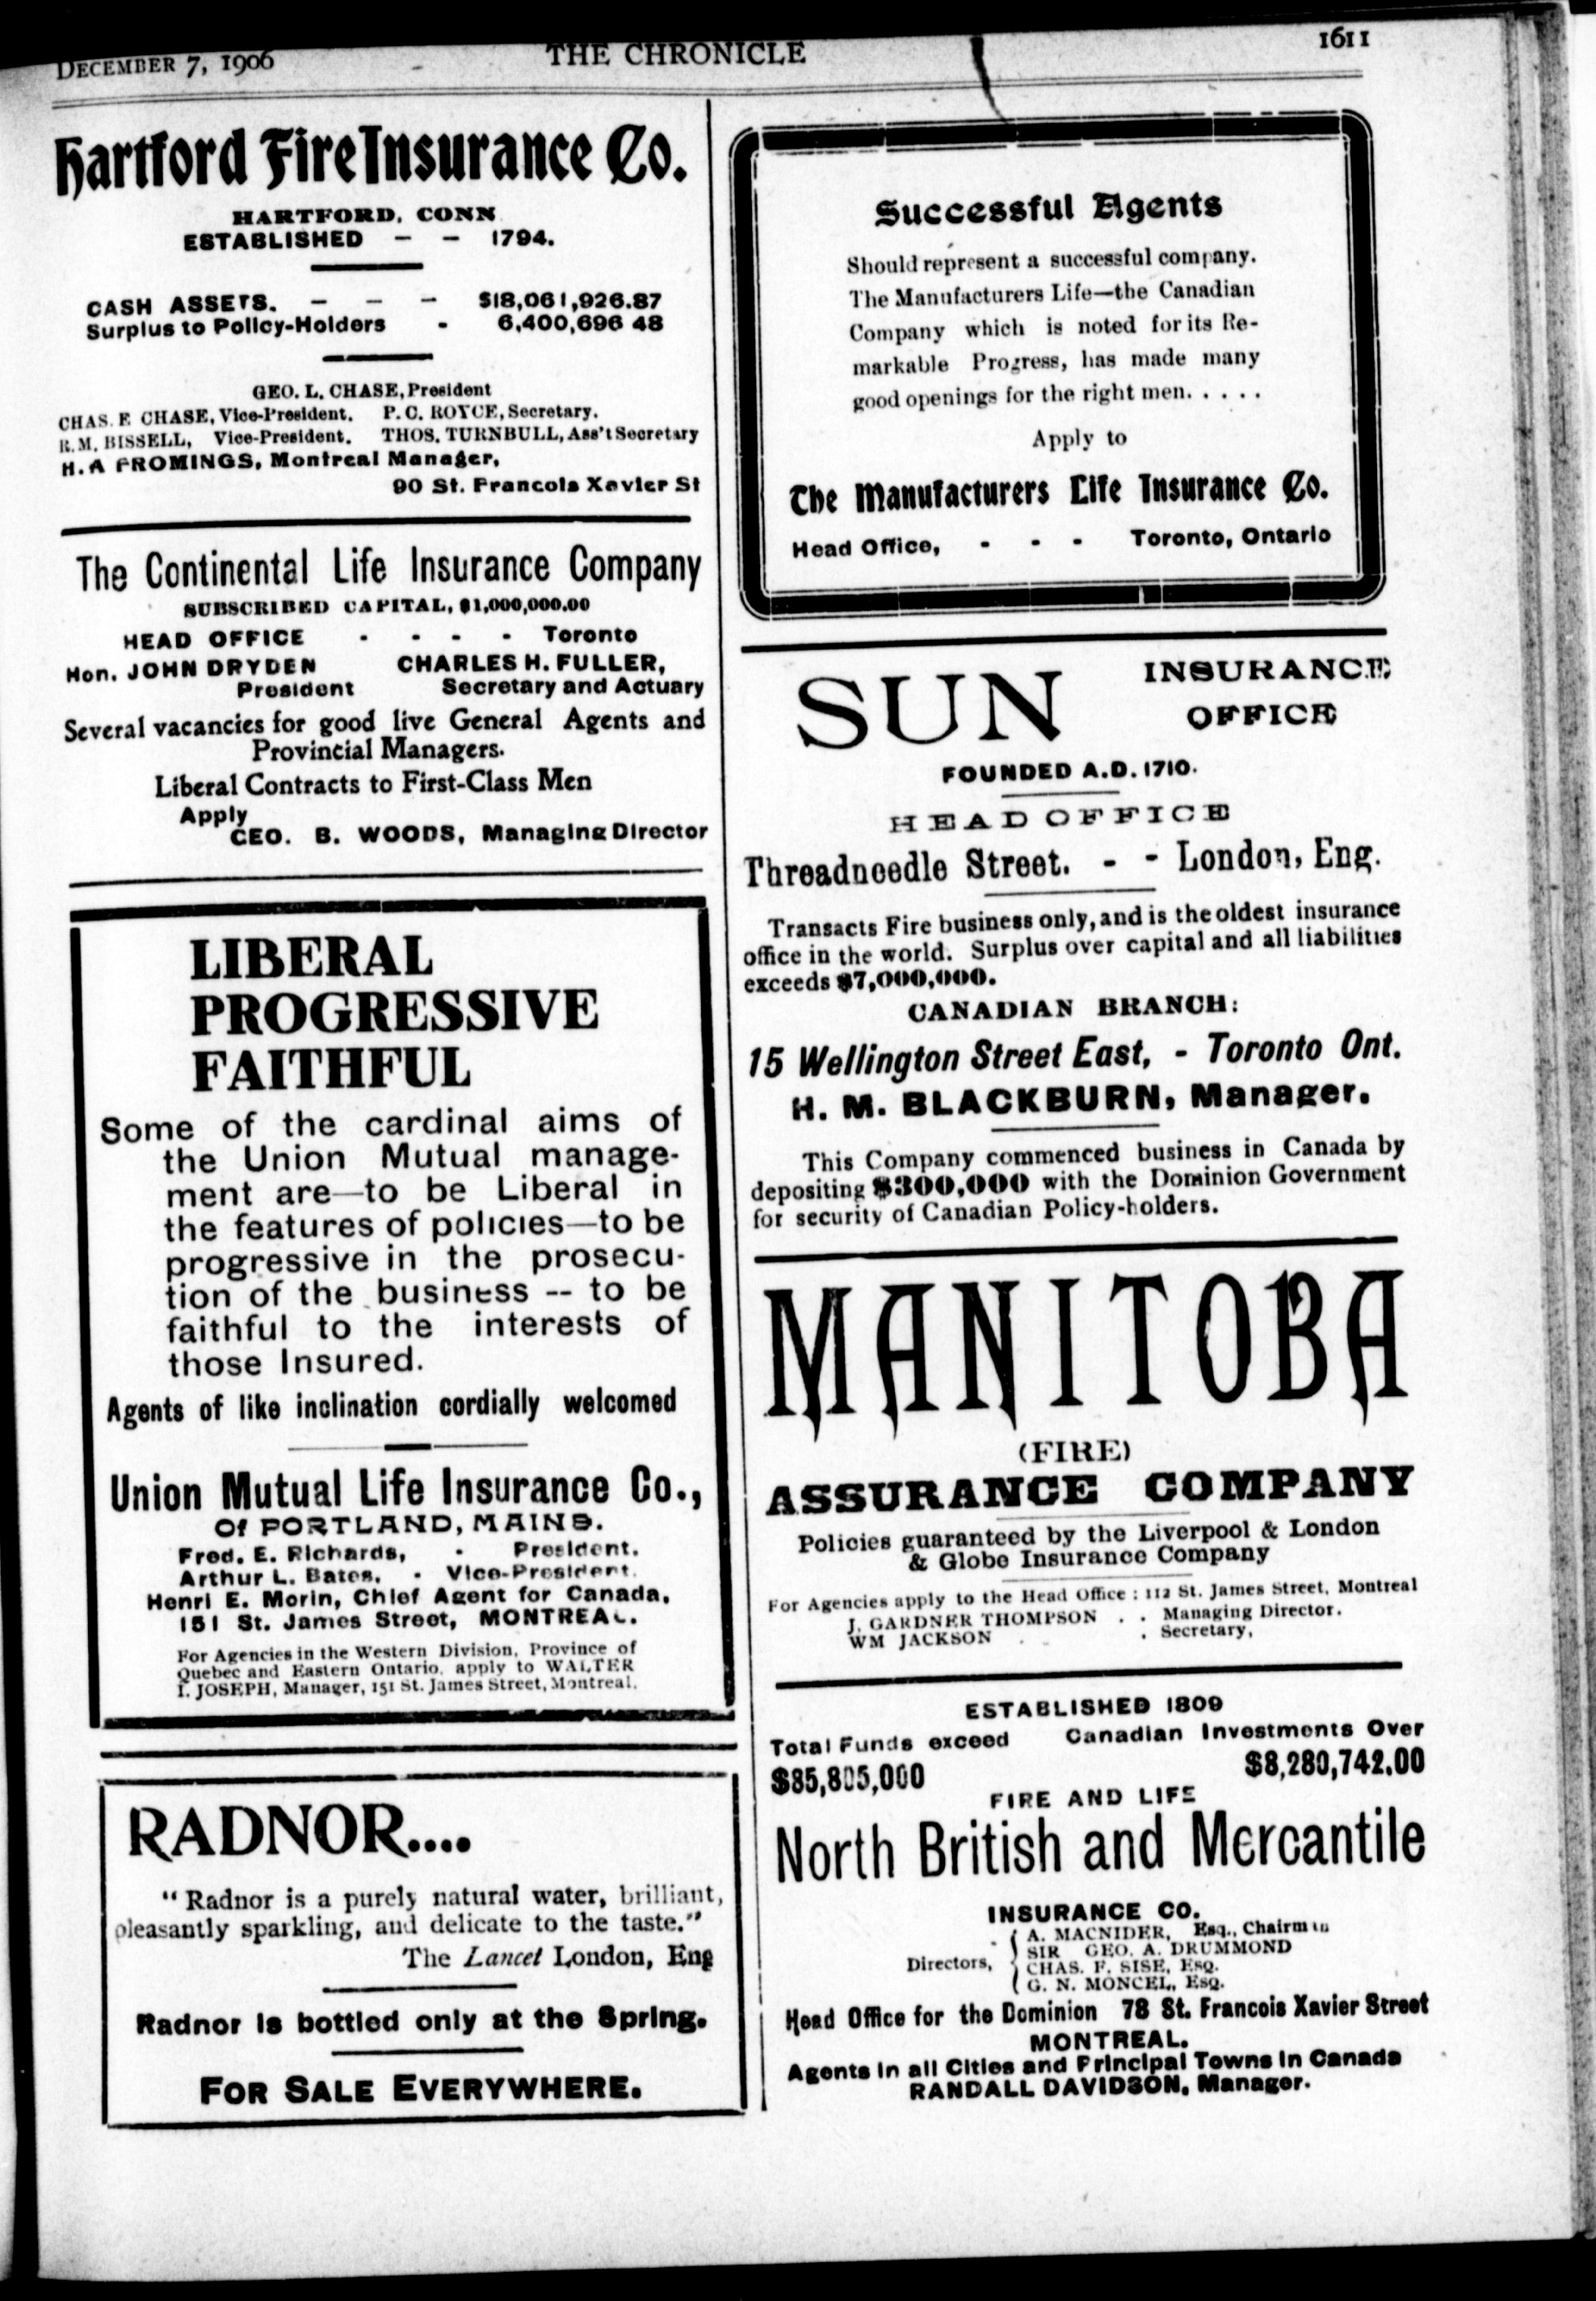 DECEMBER 7, 1906 THE CHRONICLE 1611
Hartford Fire Insurance Co.
HARTFORD, CONN
ESTABLISHED - - 1794.
CASH ASSETS. - - - $18,061,926.87
Surplus to Policy-Holders - 6,400,696 48
GEO. L. CHASE, President
CHAS. E. CHASE, Vice-President. P. C. ROYCE, Secretary.
R. M. BISSELL, Vice-President. THOS. TURNBULL, Ass't Secretary
H. A FROMINGS, Montreal Manager,
90 St. Francois Xavier St
The Continental Life Insurance Company
SUBSCRIBED CAPITAL, $1,000,000.00
HEAD OFFICE - - - - Toronto
Hon. JOHN DRYDEN CHARLES H. FULLER,
President Secretary and Actuary
Several vacancies for good live General Agents and
Provincial Managers.
Liberal Contracts to First-Class Men
Apply
GEO. B. WOODS, Managing Director
LIBERAL
PROGRESSIVE
FAITHFUL
Some of the cardinal aims of
the Union Mutual manage-
ment are—to be Liberal in
the features of policies—to be
progressive in the prosecu-
tion of the business -- to be
faithful to the interests of
those Insured.
Agents of like inclination cordially welcomed
Union Mutual Life Insurance Co.,
Of PORTLAND, MAINE.
Fred. E. Richards, - President.
Arthur L. Bates, - Vice-President.
Henri E. Morin, Chief Agent for Canada,
151 St. James Street, MONTREAL.
For Agencies in the Western Division, Province of
Quebec and Eastern Ontario, apply to WALTER
I. JOSEPH, Manager, 151 St. James Street, Montreal.
RADNOR....
"Radnor is a purely natural water, brilliant,
pleasantly sparkling, and delicate to the taste."
The Lancet London, Eng
Radnor is bottled only at the Spring.
FOR SALE EVERYWHERE.
Successful Agents
Should represent a successful company.
The Manufacturers Life—the Canadian
Company which is noted for its Re-
markable Progress, has made many
good openings for the right men. . . . .
Apply to
The Manufacturers Life Insurance Co.
Head Office, - - - Toronto, Ontario
SUN INSURANCE
OFFICE
FOUNDED A.D. 1710.
HEAD OFFICE
Threadneedle Street. - - London, Eng.
Transacts Fire business only, and is the oldest insurance
office in the world. Surplus over capital and all liabilities
exceeds $7,000,000.
CANADIAN BRANCH:
15 Wellington Street East, - Toronto Ont.
H. M. BLACKBURN, Manager.
This Company commenced business in Canada by
depositing $300,000 with the Dominion Government
for security of Canadian Policy-holders.
MANITOBA
(FIRE)
ASSURANCE COMPANY
Policies guaranteed by the Liverpool & London
& Globe Insurance Company
For Agencies apply to the Head Office : 112 St. James Street, Montreal
J. GARDNER THOMPSON . . Managing Director.
WM JACKSON . . . Secretary,
ESTABLISHED 1809
Total Funds exceed Canadian Investments Over
$85,805,000 $8,280,742.00
FIRE AND LIFE
North British and Mercantile
INSURANCE CO.
Directors, A. MACNIDER, Esq., Chairman
SIR GEO. A. DRUMMOND
CHAS. F. SISE, ESQ.
G. N. MONCEL, ESQ.
Head Office for the Dominion 78 St. Francois Xavier Street
MONTREAL.
Agents in all Cities and Principal Towns in Canada
RANDALL DAVIDSON, Manager.